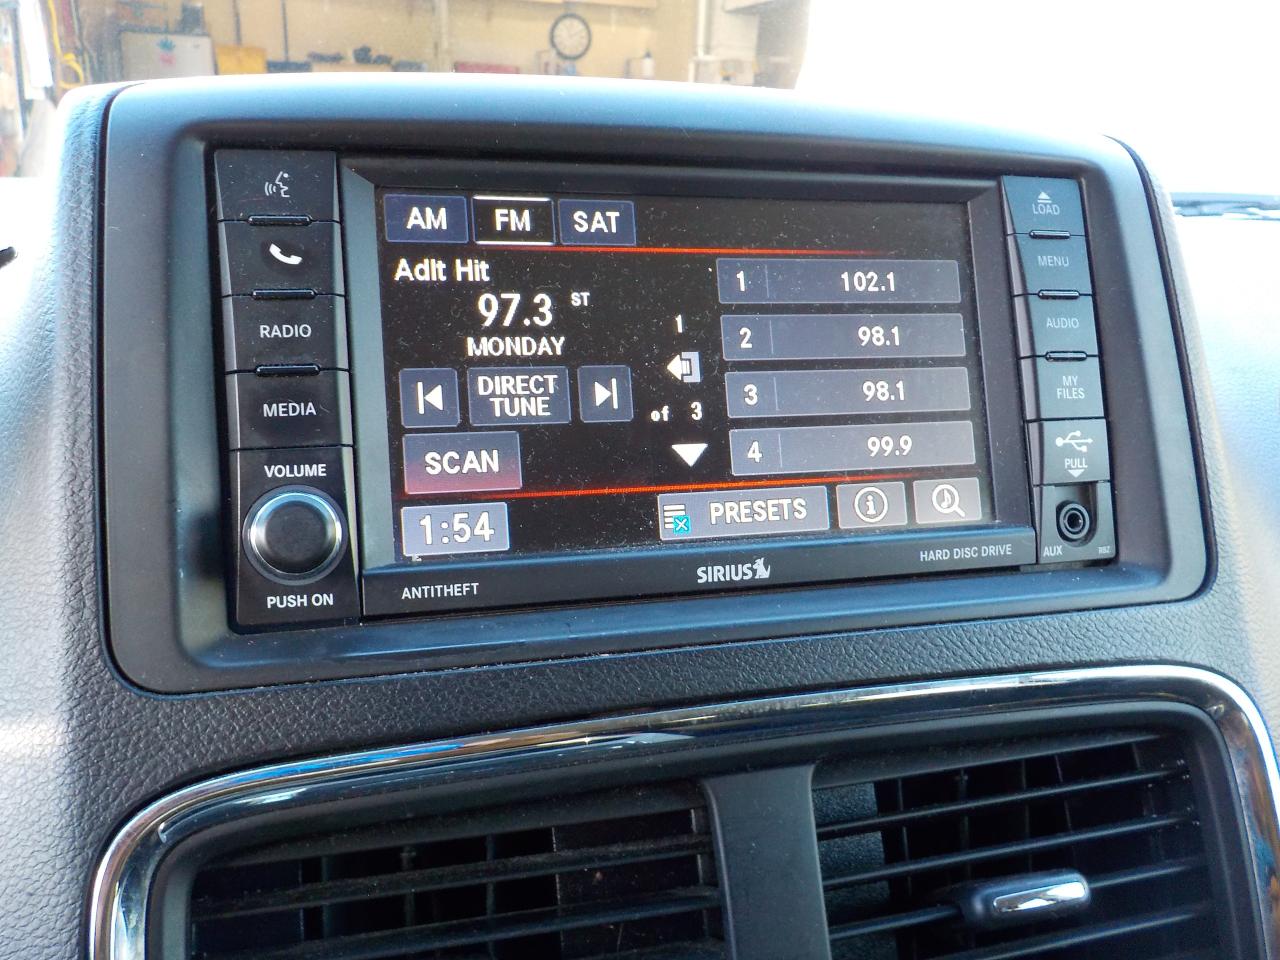 AM FM SAT
Adlt Hit
97.3 ST
MONDAY
DIRECT
TUNE
SCAN
1:54
1
of 3
1 102.1
2 98.1
3 98.1
4 99.9
PRESETS
RADIO
MEDIA
VOLUME
PUSH ON
LOAD
MENU
AUDIO
MY
FILES
PULL
AUX RBZ
ANTITHEFT
SIRIUS
HARD DISC DRIVE